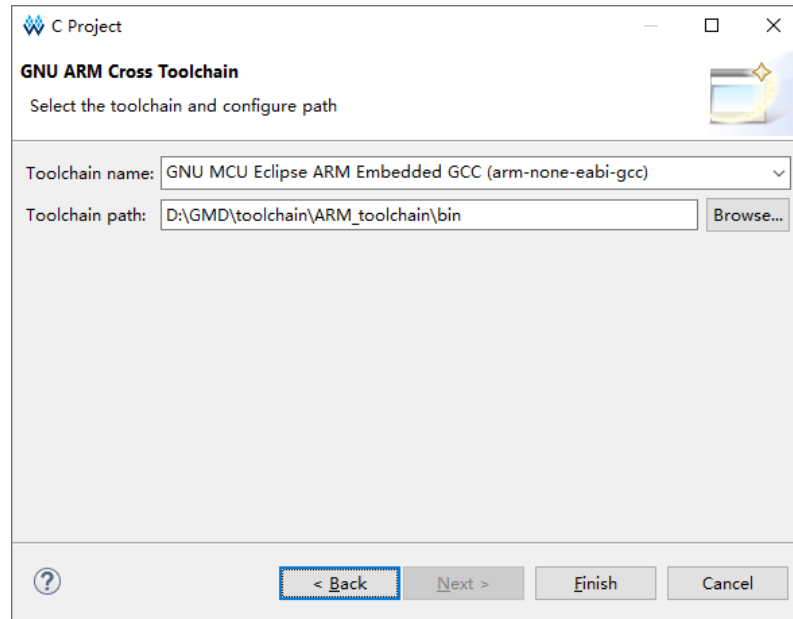 C Project
GNU ARM Cross Toolchain
Select the toolchain and configure path
Toolchain name: GNU MCU Eclipse ARM Embedded GCC (arm-none-eabi-gcc)
Toolchain path: D:\GMD\toolchain\ARM_toolchain\bin Browse...
? < Back Next > Finish Cancel